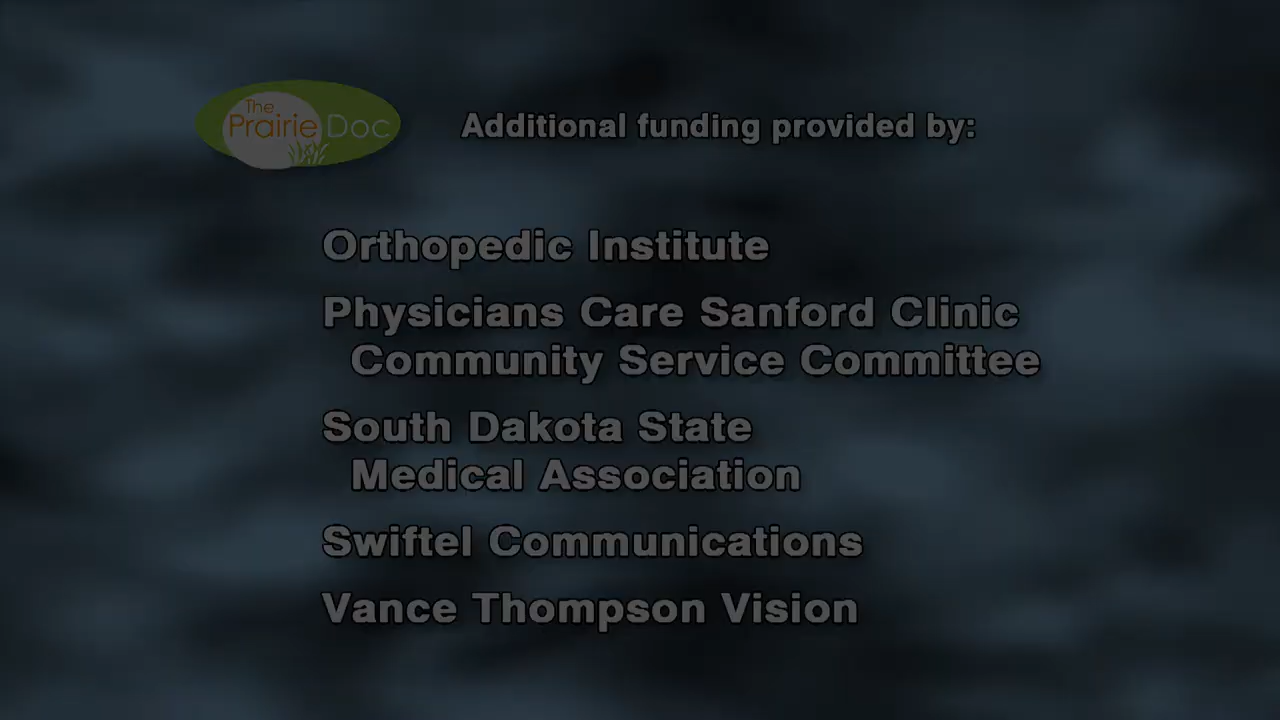 The
Prairie Doc
Additional funding provided by:
Orthopedic Institute
Physicians Care Sanford Clinic
Community Service Committee
South Dakota State
Medical Association
Swiftel Communications
Vance Thompson Vision